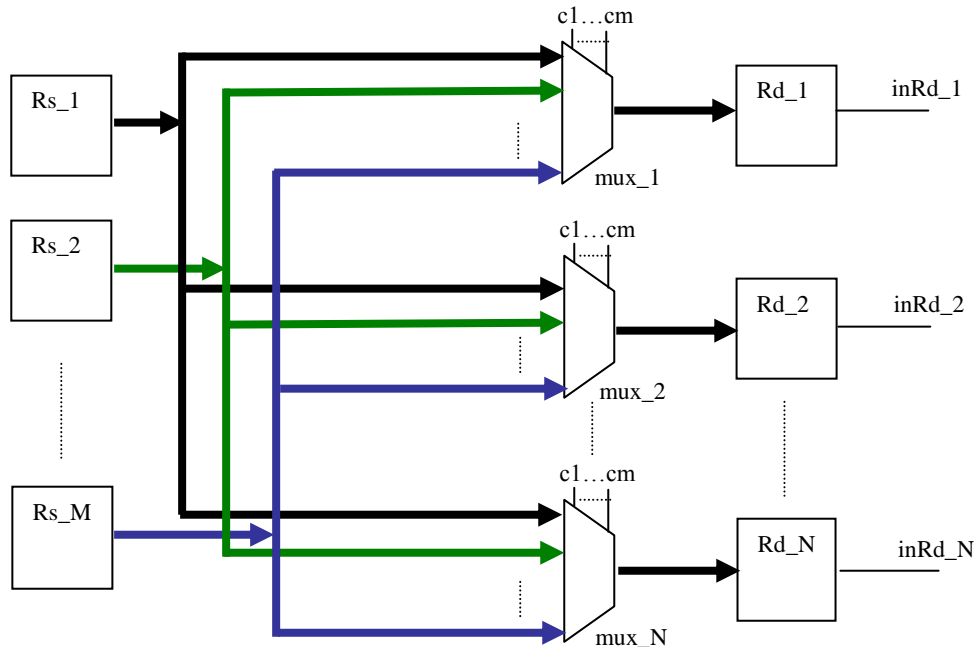 c1...cm
Rs_1
Rd_1
inRd_1
mux_1
Rs_2
c1...cm
Rd_2
inRd_2
mux_2
c1...cm
Rs_M
Rd_N
inRd_N
mux_N